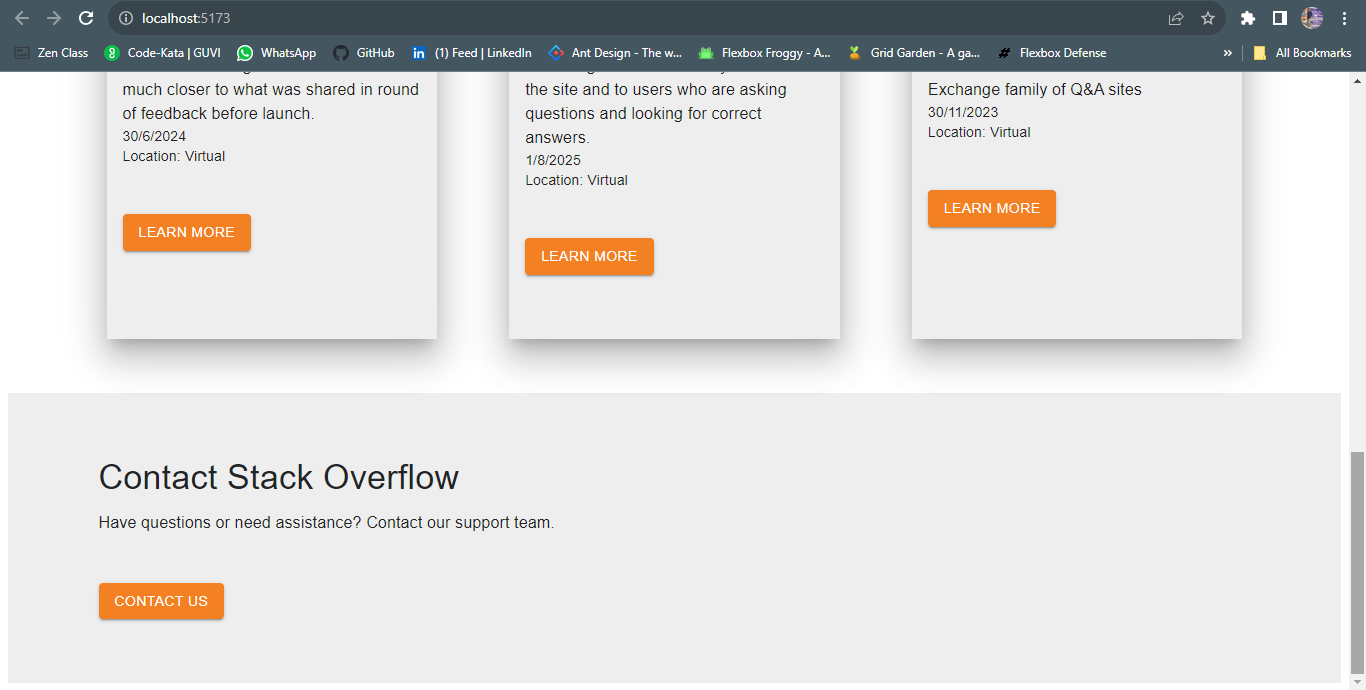 localhost:5173
Zen Class
Code-Kata | GUVI
WhatsApp
GitHub
(1) Feed | LinkedIn
Ant Design - The w...
Flexbox Froggy - A...
Grid Garden - A ga...
Flexbox Defense
»
All Bookmarks
much closer to what was shared in round
of feedback before launch.
30/6/2024
Location: Virtual
LEARN MORE
the site and to users who are asking
questions and looking for correct
answers.
1/8/2025
Location: Virtual
LEARN MORE
Exchange family of Q&A sites
30/11/2023
Location: Virtual
LEARN MORE
Contact Stack Overflow
Have questions or need assistance? Contact our support team.
CONTACT US